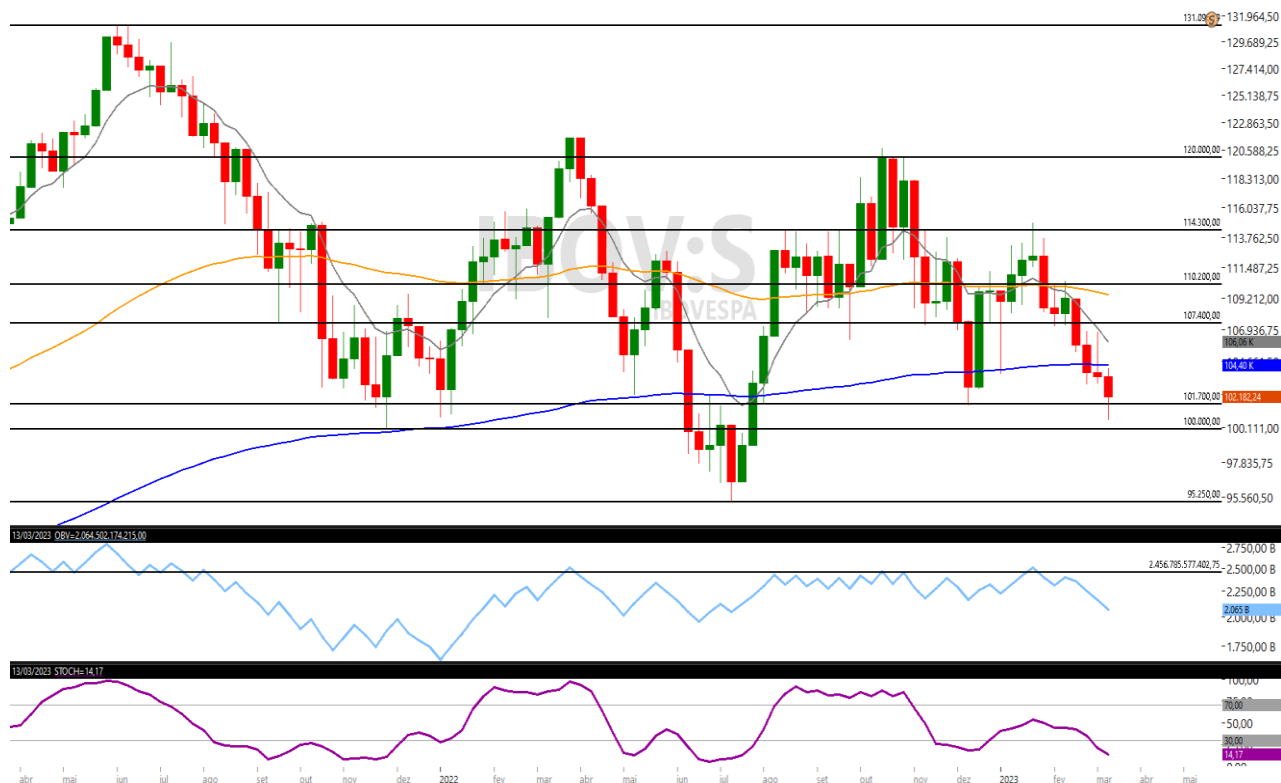 131.964,50
129.689,25
127.414,00
125.138,75
122.863,50
120.000,00
120.588,25
118.313,00
116.037,75
114.300,00
113.762,50
IBOV:S
IBOVESPA
111.487,25
110.200,00
109.212,00
107.400,00
106.936,75
106,06 K
104,40 K
102.182,24
101.700,00
100.000,00
100.111,00
97.835,75
95.250,00
95.560,50
13/03/2023 OBV=2.064.502.174.215,00
2.750,00 B
2.456.785.577.402,75
2.500,00 B
2.250,00 B
2.065 B
2.000,00 B
1.750,00 B
13/03/2023 STOCH=14,17
100,00
70,00
50,00
30,00
14,17
abr mai jun jul ago set out dez 2022 fev mar abr mai jun jul ago set out dez 2023 fev mar abr mai